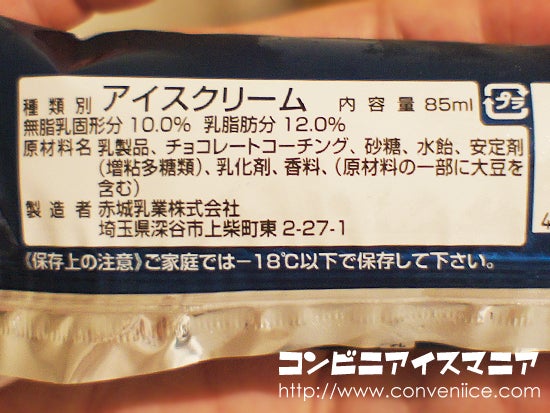 種類別 アイスクリーム 内容量 85ml
プラ
無脂乳固形分 10.0% 乳脂肪分 12.0%
原材料名 乳製品、チョコレートコーチング、砂糖、水飴、安定剤
(増粘多糖類)、乳化剤、香料、(原材料の一部に大豆を
含む)
製造者 赤城乳業株式会社
埼玉県深谷市上柴町東2-27-1
4
《保存上の注意》ご家庭では-18℃以下で保存して下さい。
コンビニアイスマニア
http://www.conveniice.com/